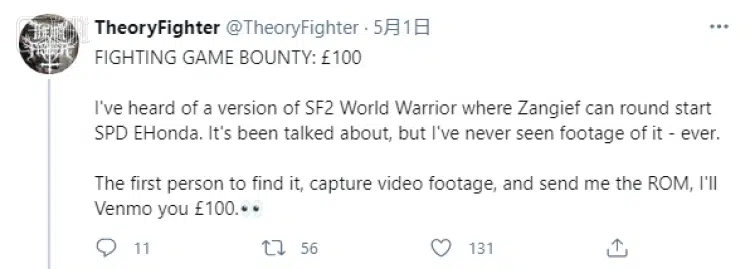 TheoryFighter @TheoryFighter · 5月1日
FIGHTING GAME BOUNTY: £100
I've heard of a version of SF2 World Warrior where Zangief can round start
SPD EHonda. It's been talked about, but I've never seen footage of it - ever.
The first person to find it, capture video footage, and send me the ROM, I'll
Venmo you £100.👀
11 56 131